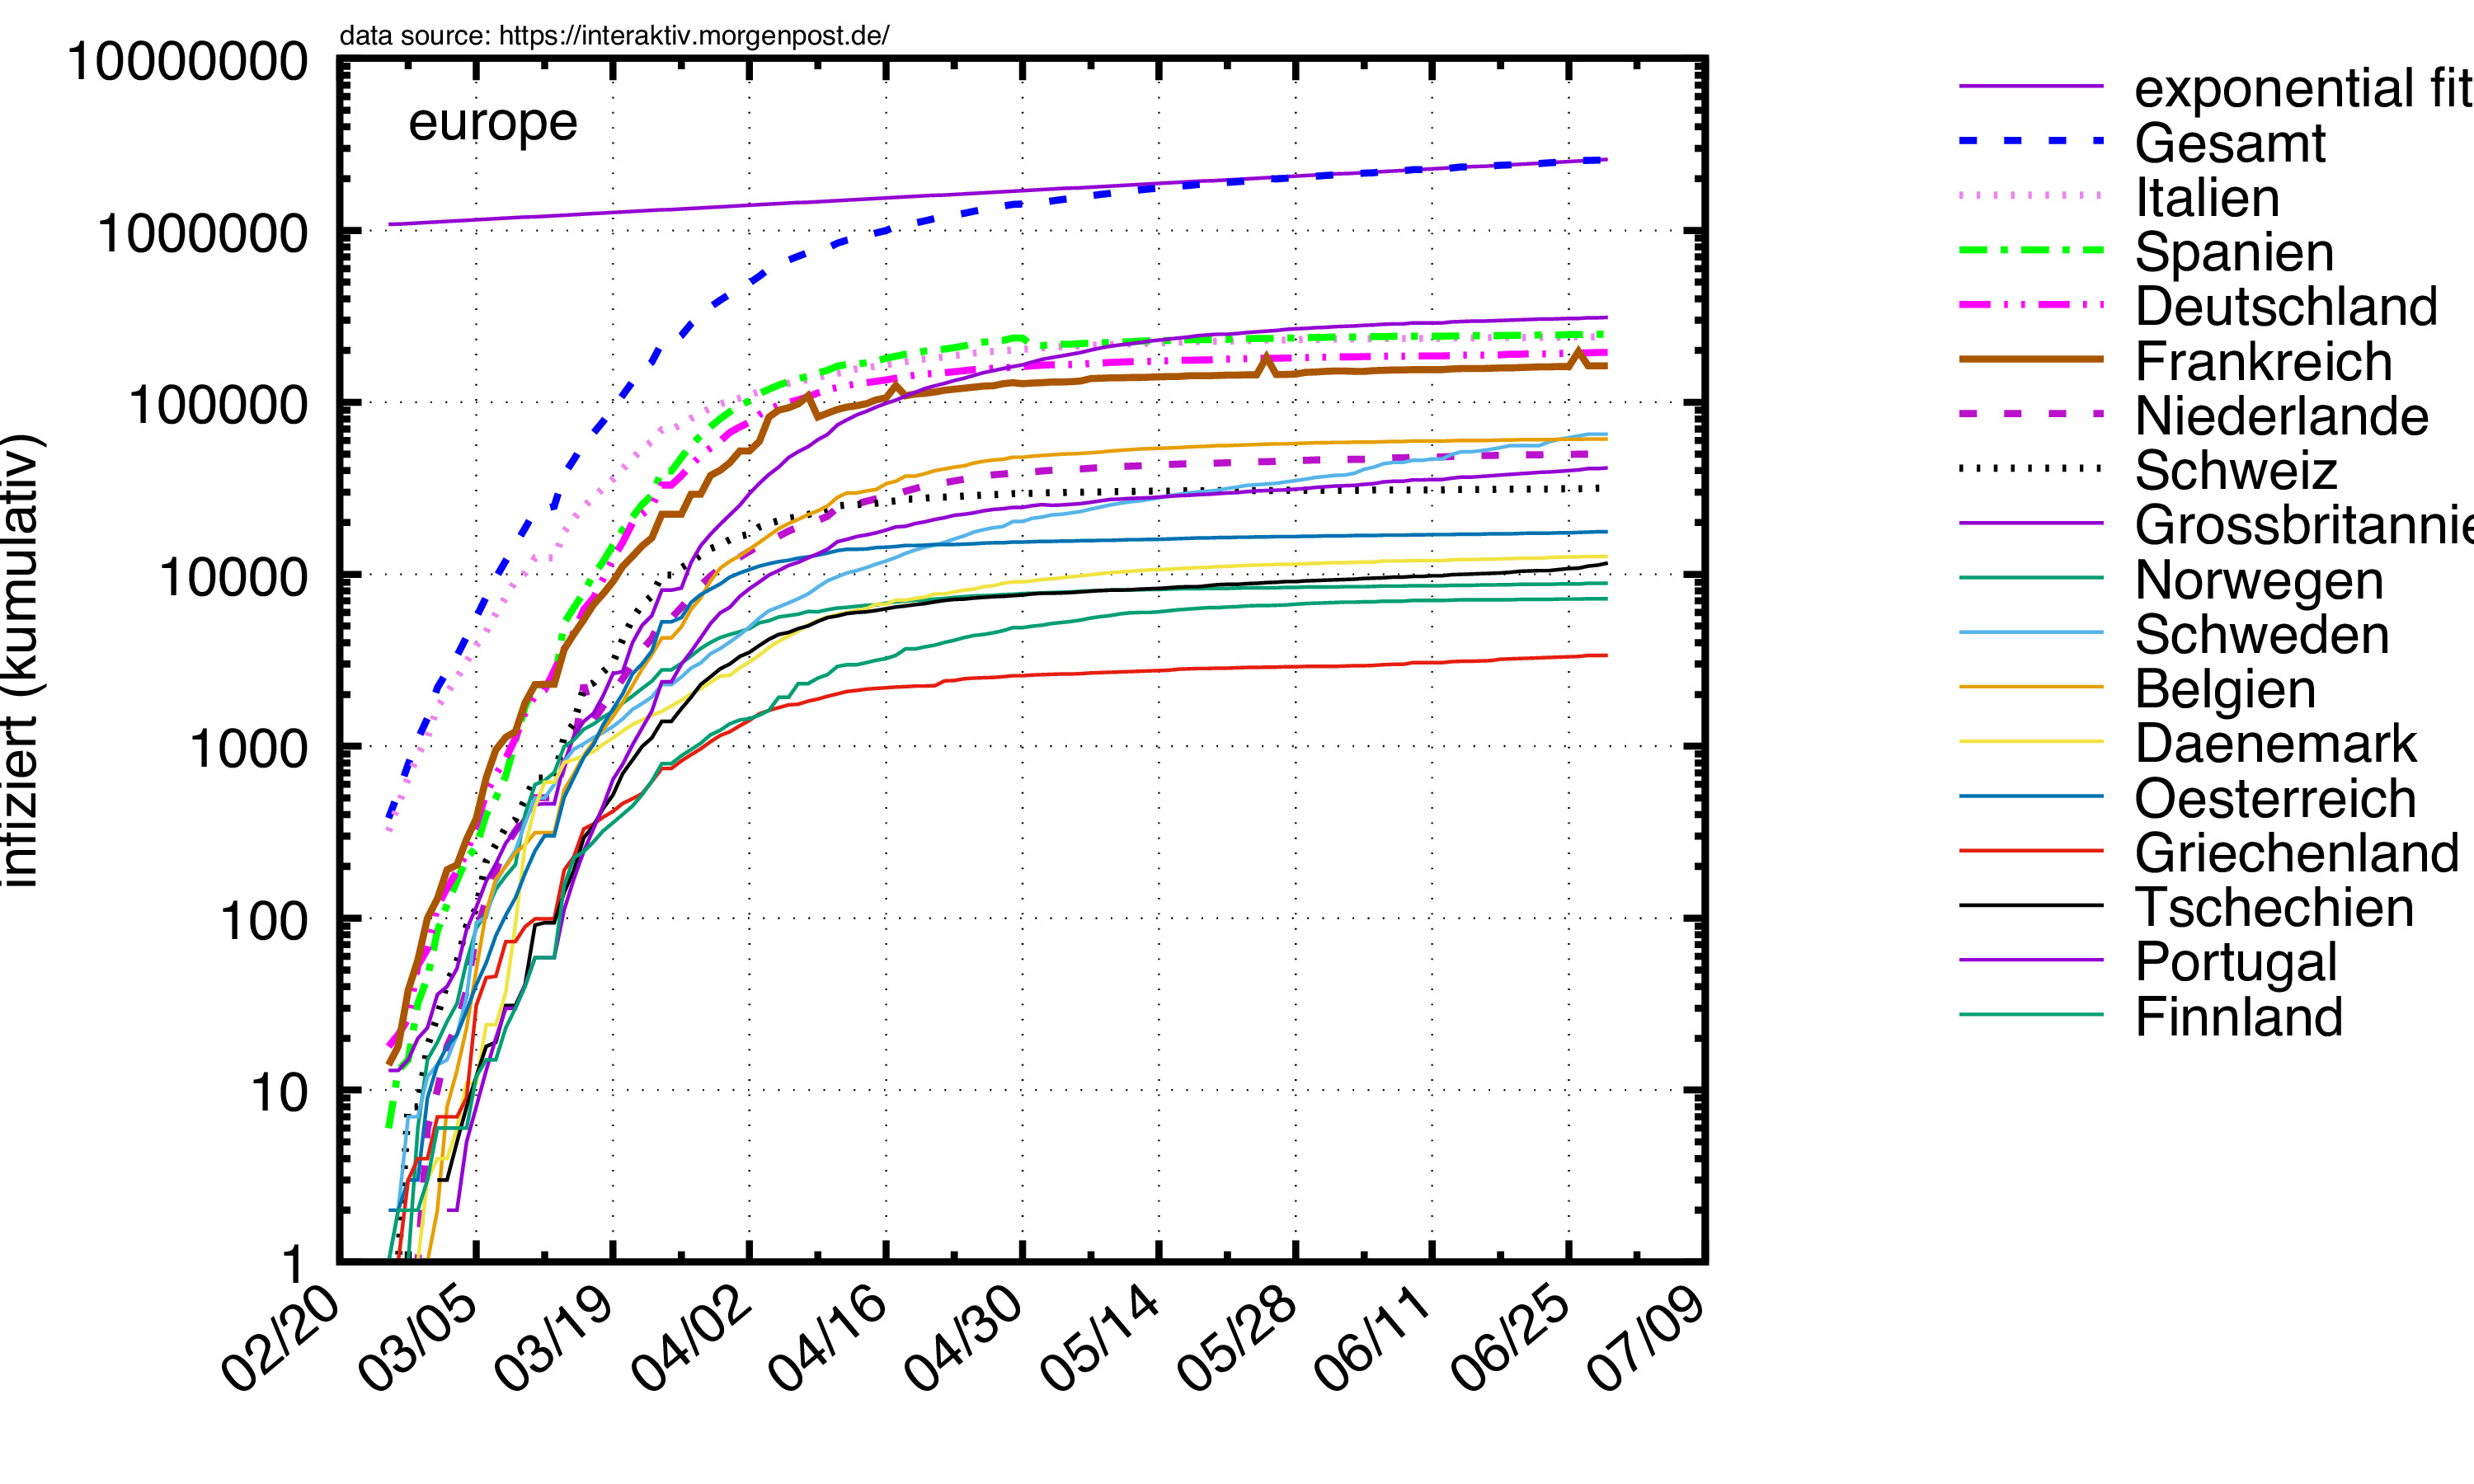 data source: https://interaktiv.morgenpost.de/
europe
infiziert (kumulativ)
10000000
1000000
100000
10000
1000
100
10
1
02/20
03/05
03/19
04/02
04/16
04/30
05/14
05/28
06/11
06/25
07/09
exponential fit
Gesamt
Italien
Spanien
Deutschland
Frankreich
Niederlande
Schweiz
Grossbritannie
Norwegen
Schweden
Belgien
Daenemark
Oesterreich
Griechenland
Tschechien
Portugal
Finnland